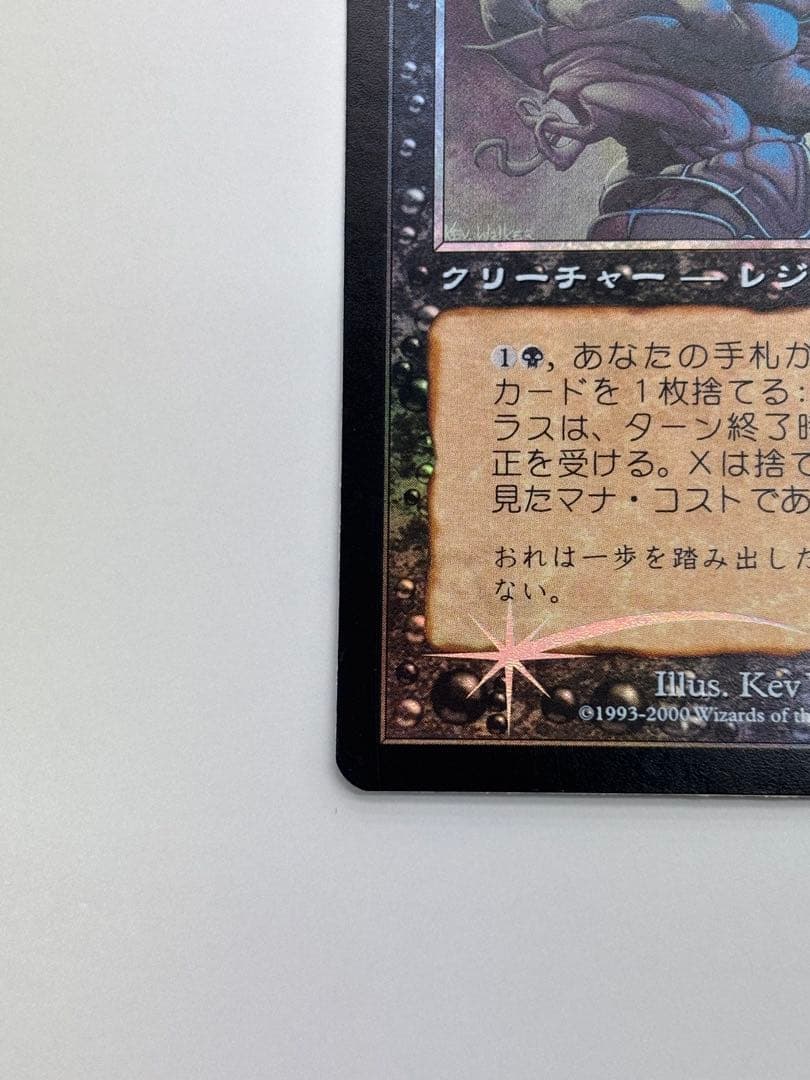 KEV WALKER
クリーチャー — レジ
1, あなたの手札か
カードを1枚捨てる:
ラスは、ターン終了時
正を受ける。Xは捨て
見たマナ・コストであ
おれは一歩を踏み出した
ない。
Illus. Kev
©1993-2000 Wizards of th